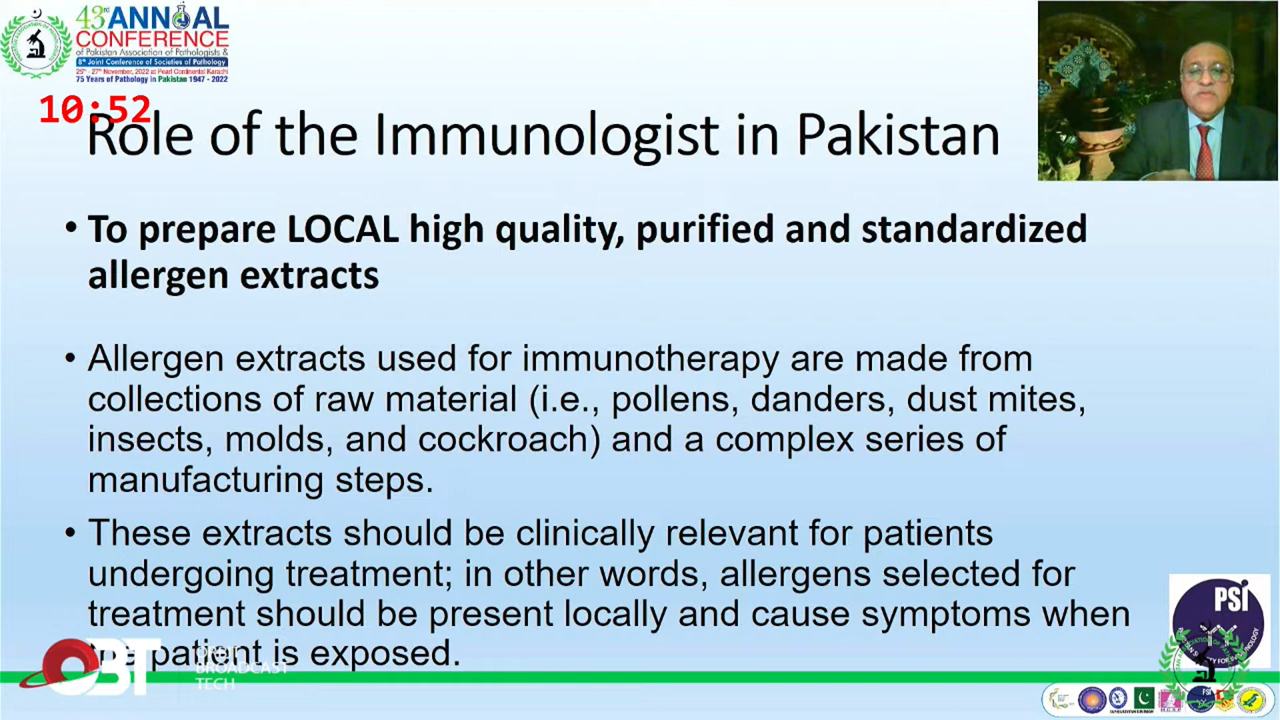 43RD ANNUAL
CONFERENCE
of Pakistan Association of Pathologists &
8th Joint Conference of Societies of Pathology
25th - 27th November, 2022 at Pearl Continental Karachi
75 Years of Pathology in Pakistan 1947 - 2022
10:52
Role of the Immunologist in Pakistan
• To prepare LOCAL high quality, purified and standardized
allergen extracts
• Allergen extracts used for immunotherapy are made from
collections of raw material (i.e., pollens, danders, dust mites,
insects, molds, and cockroach) and a complex series of
manufacturing steps.
• These extracts should be clinically relevant for patients
undergoing treatment; in other words, allergens selected for
treatment should be present locally and cause symptoms when
the patient is exposed.
PSI
OBT
BROADCAST
TECH